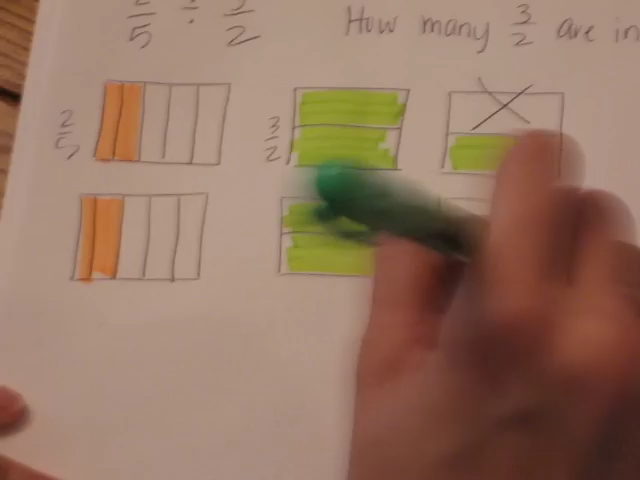 2/5 ÷ 3/2
How many 3/2 are in
2/5
3/2